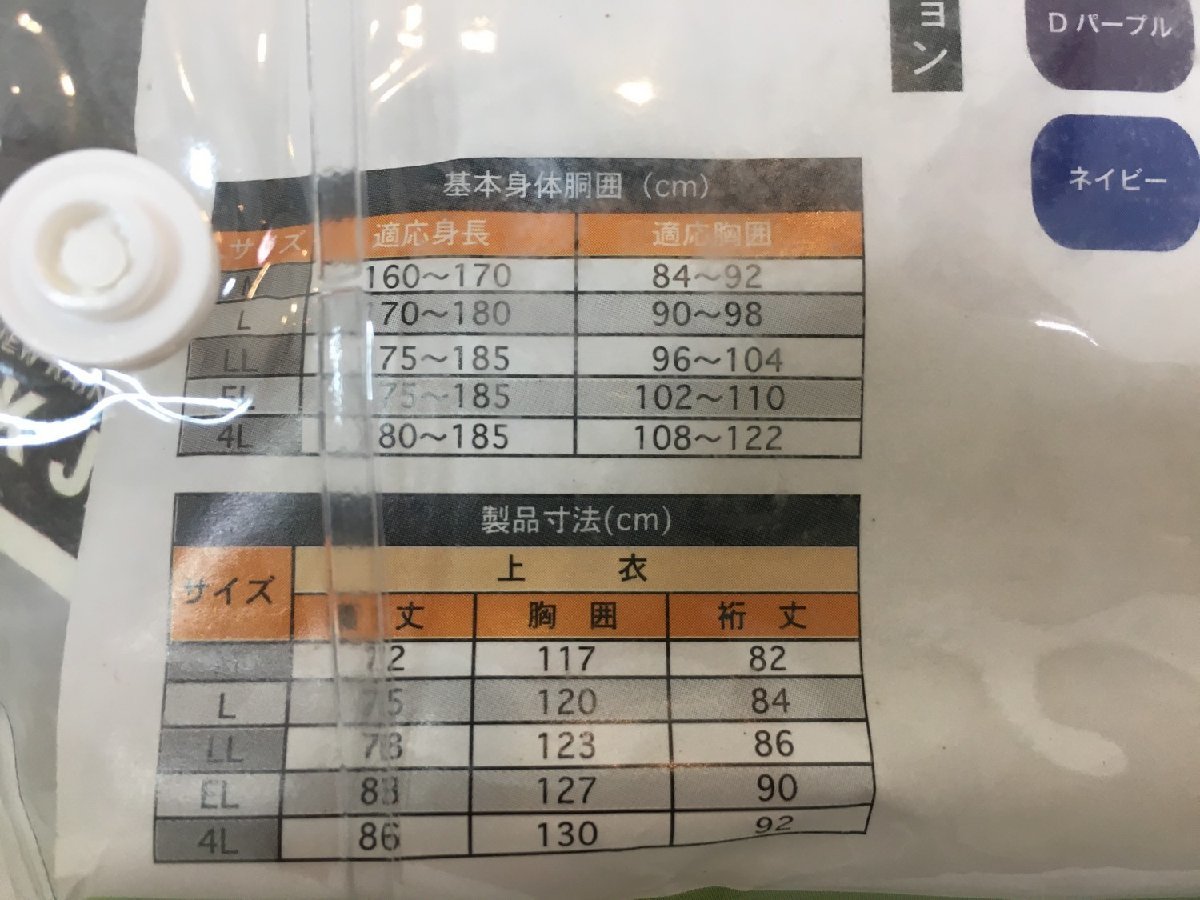 ョン
Dパープル
ネイビー
基本身体胴囲（cm）
サイズ 適応身長 適応胸囲
160～170 84～92
L 70～180 90～98
LL 75～185 96～104
EL 75～185 102～110
4L 80～185 108～122
製品寸法(cm)
サイズ 上 衣
丈 胸 囲 裄 丈
72 117 82
L 75 120 84
LL 78 123 86
EL 83 127 90
4L 86 130 92